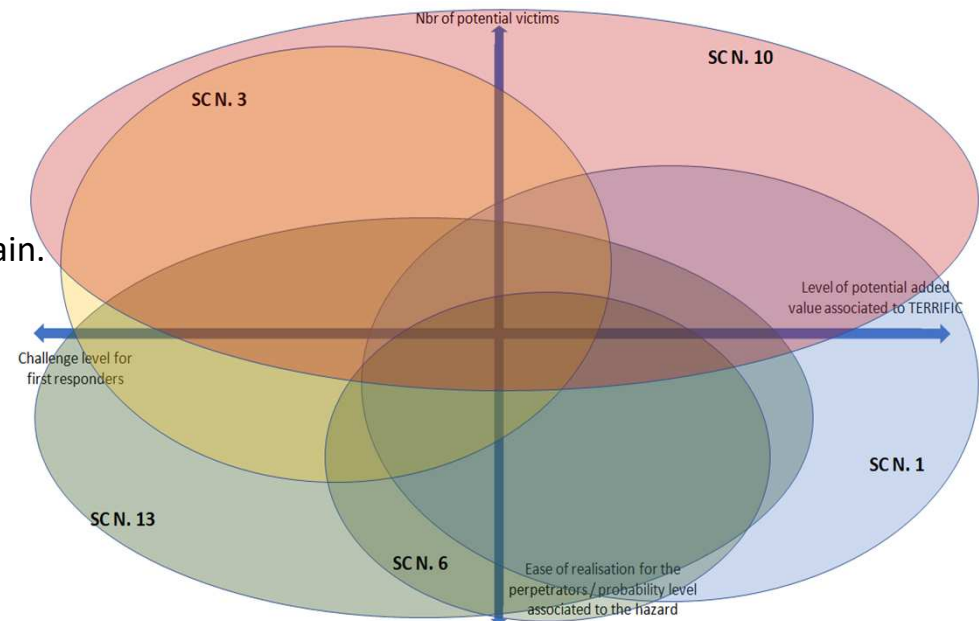 Nbr of potential victims
SC N. 10
SC N. 3
ain.
Level of potential added
value associated to TERRIFIC
Challenge level for
first responders
SC N. 1
SC N. 13
SC N. 6
Ease of realisation for the
perpetrators / probability level
associated to the hazard